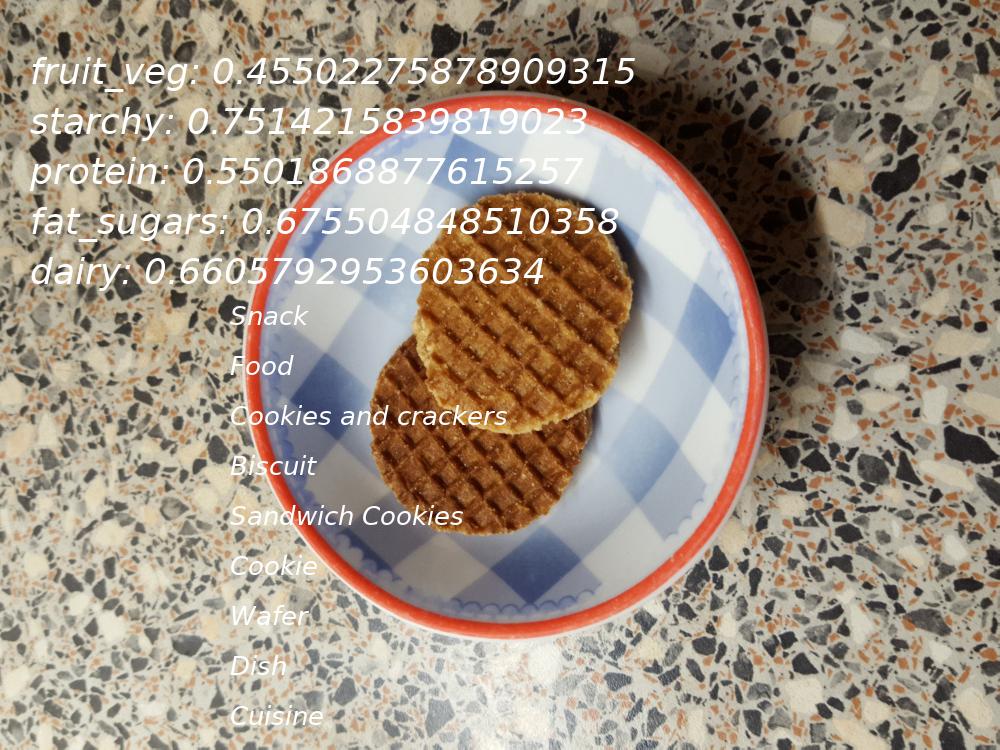 fruit_veg: 0.45502275878909315
starchy: 0.7514215839819023
protein: 0.5501868877615257
fat_sugars: 0.675504848510358
dairy: 0.6605792953603634
Snack
Food
Cookies and crackers
Biscuit
Sandwich Cookies
Cookie
Wafer
Dish
Cuisine